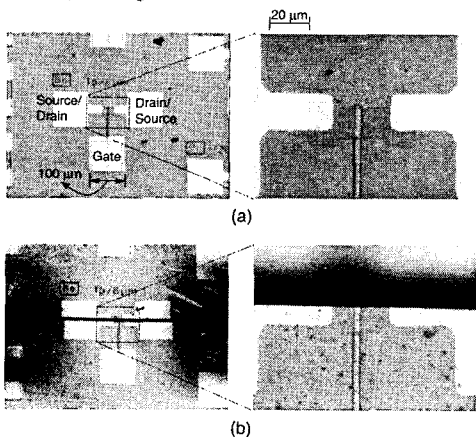 20 µm
Source/
Drain
Drain/
Source
Gate
100 µm
(a)
(b)